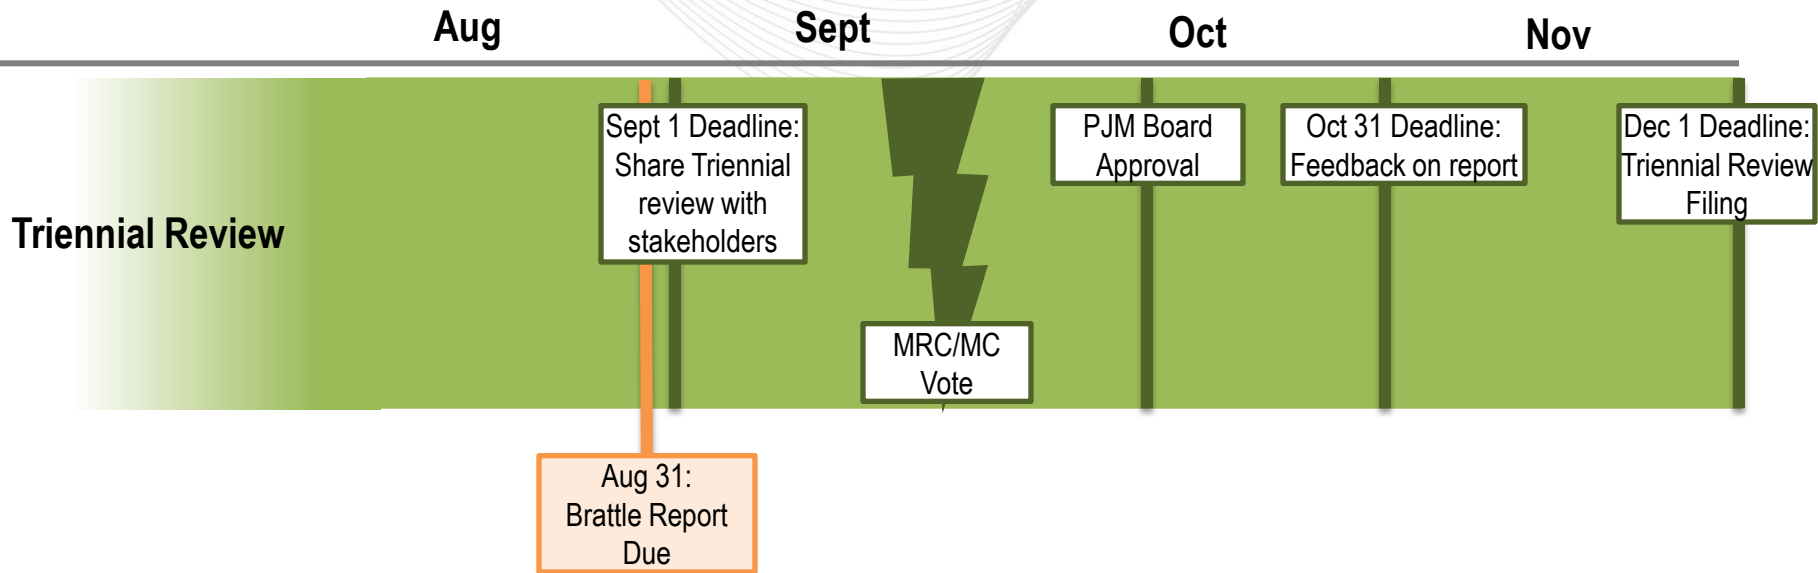 Aug
Sept
Oct
Nov
Triennial Review
Sept 1 Deadline:
Share Triennial
review with
stakeholders
MRC/MC
Vote
PJM Board
Approval
Oct 31 Deadline:
Feedback on report
Dec 1 Deadline:
Triennial Review
Filing
Aug 31:
Brattle Report
Due